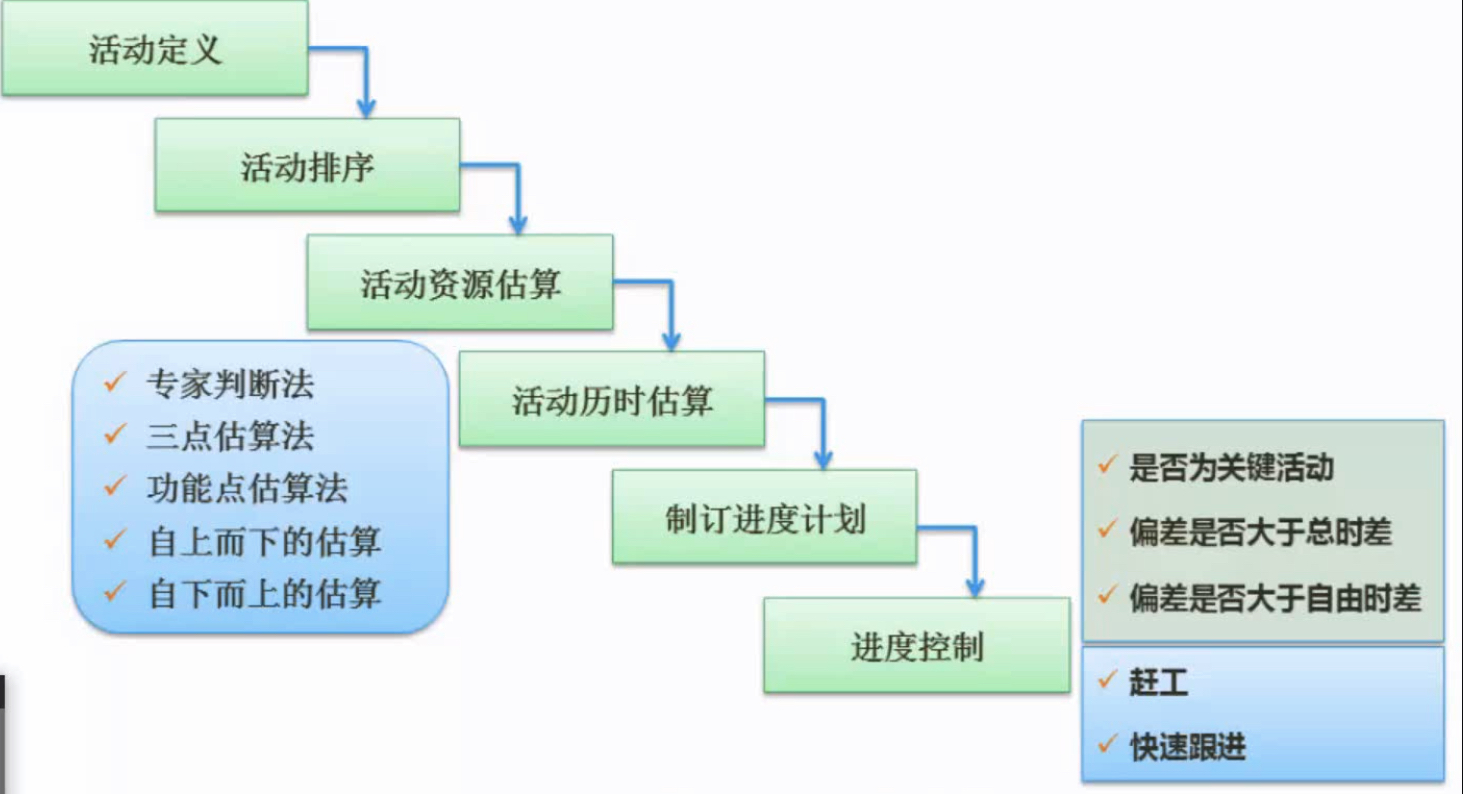 活动定义
活动排序
活动资源估算
活动历时估算
制订进度计划
进度控制
专家判断法
三点估算法
功能点估算法
自上而下的估算
自下而上的估算
是否为关键活动
偏差是否大于总时差
偏差是否大于自由时差
赶工
快速跟进